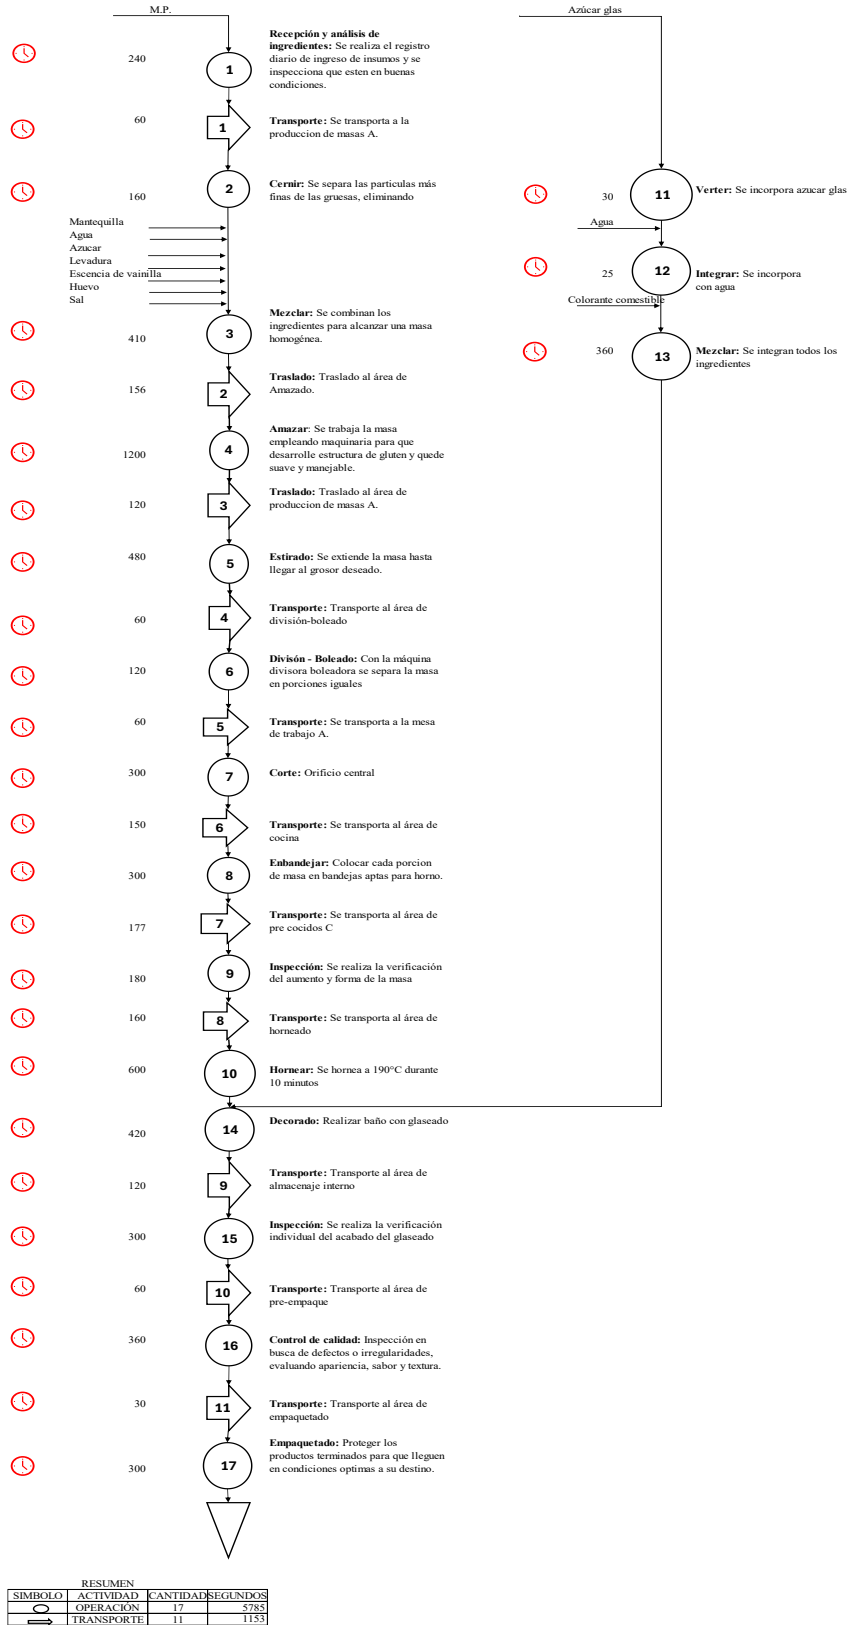 M.P.
Azúcar glas
240
1
Recepción y análisis de
ingredientes: Se realiza el registro
diario de ingreso de insumos y se
inspecciona que esten en buenas
condiciones.
60
1
Transporte: Se transporta a la
produccion de masas A.
160
2
Cernir: Se separa las particulas más
finas de las gruesas, eliminando
30
11
Verter: Se incorpora azucar glas
Mantequilla
Agua
Azucar
Levadura
Escencia de vainilla
Huevo
Sal
Agua
25
12
Integrar: Se incorpora
con agua
Colorante comestible
410
3
Mezclar: Se combinan los
ingredientes para alcanzar una masa
homogénea.
360
13
Mezclar: Se integran todos los
ingredientes
156
2
Traslado: Traslado al área de
Amazado.
1200
4
Amazar: Se trabaja la masa
empleando maquinaria para que
desarrolle estructura de gluten y quede
suave y manejable.
120
3
Traslado: Traslado al área de
produccion de masas A.
480
5
Estirado: Se extiende la masa hasta
llegar al grosor deseado.
60
4
Transporte: Transporte al área de
división-boleado
120
6
Divisón - Boleado: Con la máquina
divisora boleadora se separa la masa
en porciones iguales
60
5
Transporte: Se transporta a la mesa
de trabajo A.
300
7
Corte: Orificio central
150
6
Transporte: Se transporta al área de
cocina
300
8
Enbandejar: Colocar cada porcion
de masa en bandejas aptas para horno.
177
7
Transporte: Se transporta al área de
pre cocidos C
180
9
Inspección: Se realiza la verificación
del aumento y forma de la masa
160
8
Transporte: Se transporta al área de
horneado
600
10
Hornear: Se hornea a 190°C durante
10 minutos
420
14
Decorado: Realizar baño con glaseado
120
9
Transporte: Transporte al área de
almacenaje interno
300
15
Inspección: Se realiza la verificación
individual del acabado del glaseado
60
10
Transporte: Transporte al área de
pre-empaque
360
16
Control de calidad: Inspección en
busca de defectos o irregularidades,
evaluando apariencia, sabor y textura.
30
11
Transporte: Transporte al área de
empaquetado
300
17
Empaquetado: Proteger los
productos terminados para que lleguen
en condiciones optimas a su destino.
RESUMEN
SIMBOLO ACTIVIDAD CANTIDAD SEGUNDOS
OPERACIÓN 17 5785
TRANSPORTE 11 1153